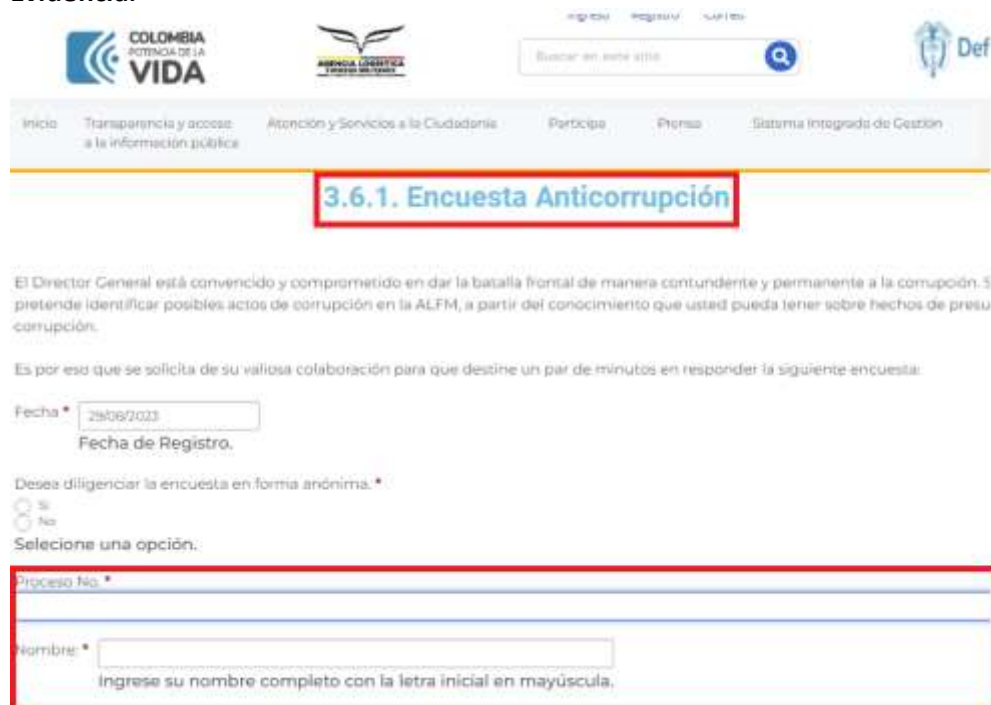 Evidencia:
Ingreso Registro Correo
COLOMBIA
POTENCIA DE LA
VIDA
AGENCIA LOGÍSTICA
Buscar en este sitio
Def
Inicio Transparencia y acceso a la información pública Atención y Servicios a la Ciudadanía Participa Prensa Sistema Integrado de Gestión
3.6.1. Encuesta Anticorrupción
El Director General está convencido y comprometido en dar la batalla frontal de manera contundente y permanente a la corrupción. S
pretende identificar posibles actos de corrupción en la ALFM, a partir del conocimiento que usted pueda tener sobre hechos de presu
corrupción.
Es por eso que se solicita de su valiosa colaboración para que destine un par de minutos en responder la siguiente encuesta:
Fecha * 29/06/2023
Fecha de Registro.
Desea diligenciar la encuesta en forma anónima. *
Si
No
Selecione una opción.
Proceso No. *
Nombre: *
Ingrese su nombre completo con la letra inicial en mayúscula.